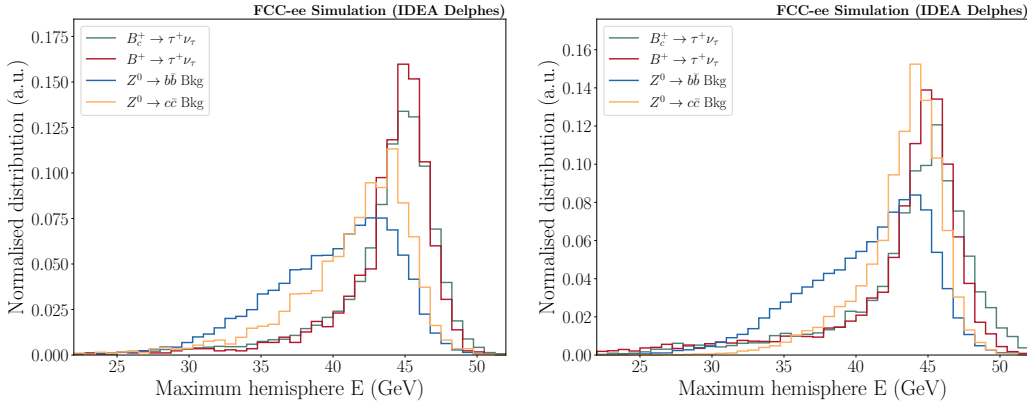 FCC-ee Simulation (IDEA Delphes)
Normalised distribution (a.u.)
0.175
0.150
0.125
0.100
0.075
0.050
0.025
0.000
B_c^+ → τ^+ν_τ
B^+ → τ^+ν_τ
Z^0 → bb̄ Bkg
Z^0 → cc̄ Bkg
25 30 35 40 45 50
Maximum hemisphere E (GeV)
FCC-ee Simulation (IDEA Delphes)
Normalised distribution (a.u.)
0.16
0.14
0.12
0.10
0.08
0.06
0.04
0.02
0.00
B_c^+ → τ^+ν_τ
B^+ → τ^+ν_τ
Z^0 → bb̄ Bkg
Z^0 → cc̄ Bkg
25 30 35 40 45 50
Maximum hemisphere E (GeV)